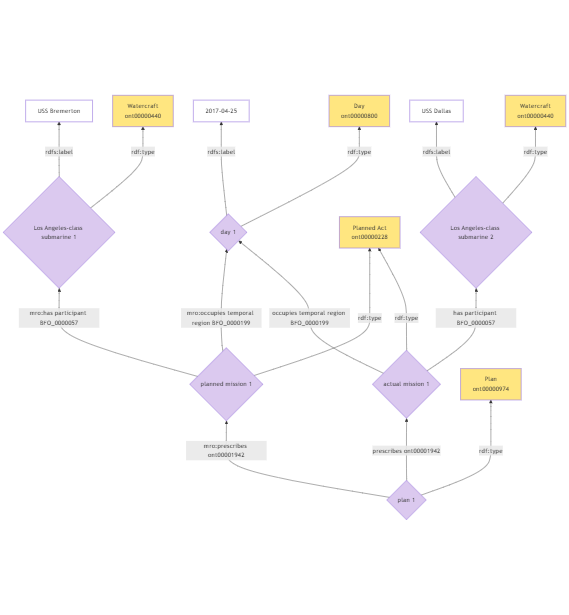 USS Bremerton
Watercraft
ont00000440
2017-04-25
Day
ont00000800
USS Dallas
Watercraft
ont00000440
rdfs:label
rdf:type
rdfs:label
rdf:type
rdfs:label
rdf:type
Los Angeles-class
submarine 1
day 1
Planned Act
ont00000228
Los Angeles-class
submarine 2
mro:has participant
BFO_0000057
mro:occupies temporal
region BFO_0000199
occupies temporal region
BFO_0000199
rdf:type
rdf:type
has participant
BFO_0000057
planned mission 1
actual mission 1
Plan
ont00000974
mro:prescribes
ont00001942
prescribes ont00001942
rdf:type
plan 1